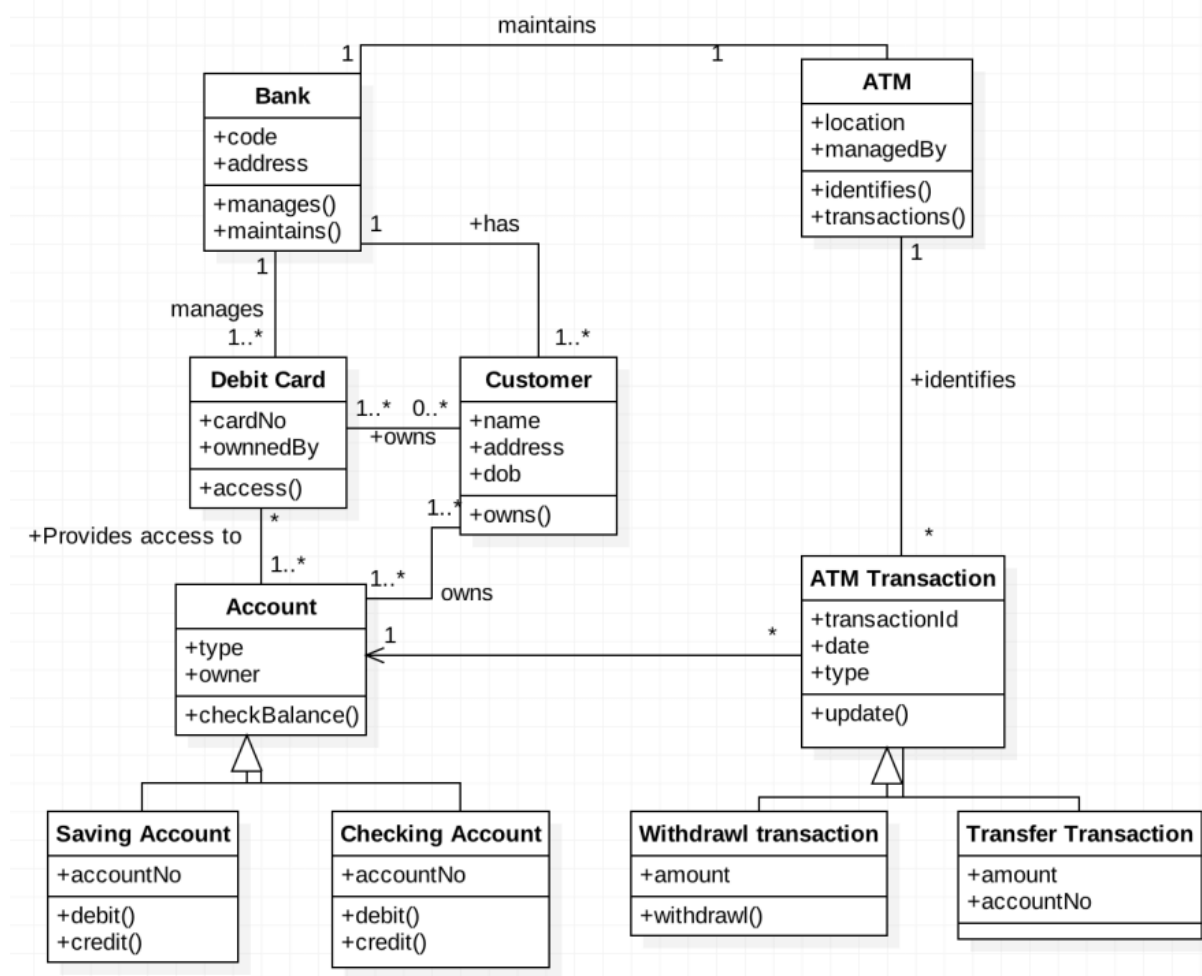 maintains
1
1
Bank
+code
+address
+manages()
+maintains()
ATM
+location
+managedBy
+identifies()
+transactions()
1
+has
1
1
manages
1..*
1..*
+identifies
Debit Card
+cardNo
+ownnedBy
+access()
1..*
0..*
+owns
Customer
+name
+address
+dob
+owns()
*
+Provides access to
1..*
1..*
1..*
owns
*
Account
+type
+owner
+checkBalance()
1
*
ATM Transaction
+transactionId
+date
+type
+update()
Saving Account
+accountNo
+debit()
+credit()
Checking Account
+accountNo
+debit()
+credit()
Withdrawl transaction
+amount
+withdrawl()
Transfer Transaction
+amount
+accountNo